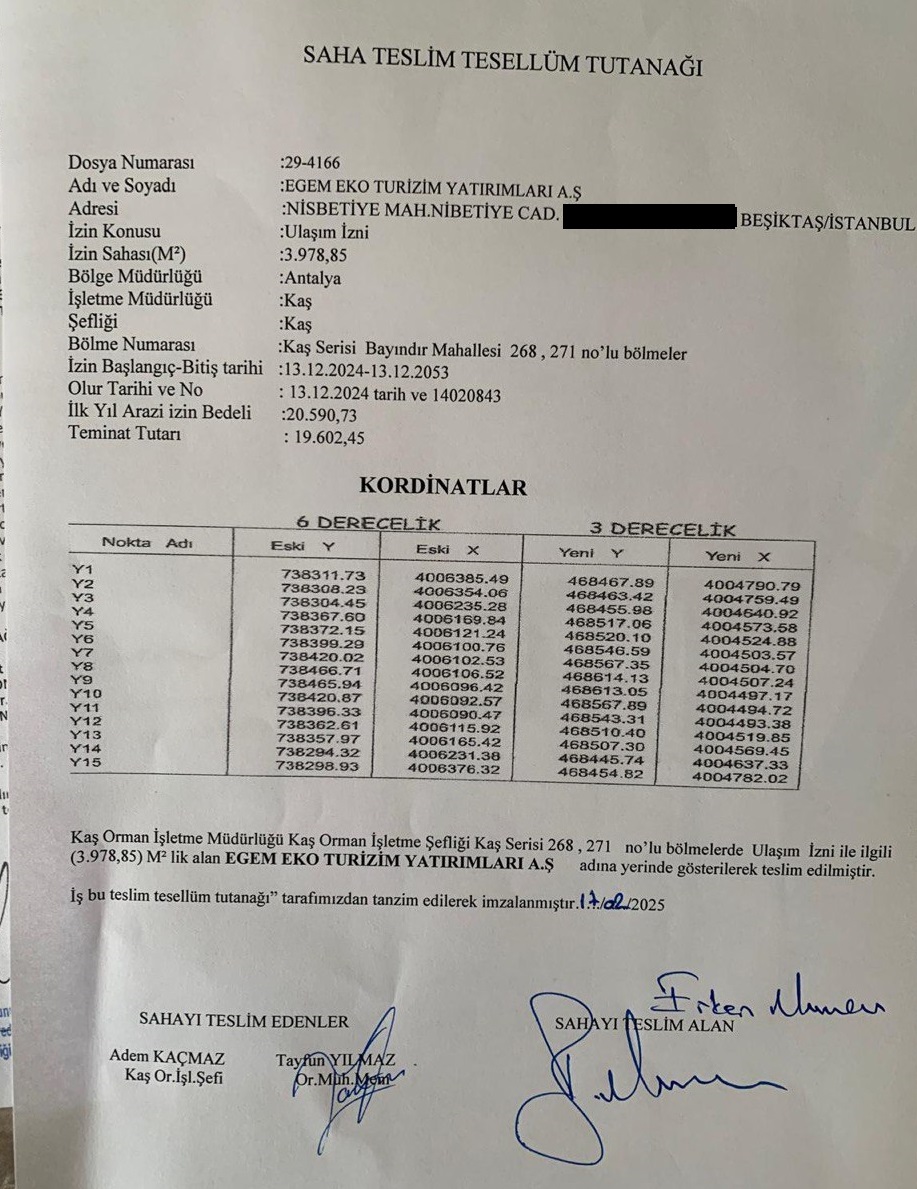 SAHA TESLİM TESELLÜM TUTANAĞI
Dosya Numarası :29-4166
Adı ve Soyadı :EGEM EKO TURİZİM YATIRIMLARI A.Ş
Adresi :NİSBETİYE MAH.NİBETİYE CAD. BEŞİKTAŞ/İSTANBUL
İzin Konusu :Ulaşım İzni
İzin Sahası(M²) :3.978,85
Bölge Müdürlüğü :Antalya
İşletme Müdürlüğü :Kaş
Şefliği :Kaş
Bölme Numarası :Kaş Serisi Bayındır Mahallesi 268 , 271 no’lu bölmeler
İzin Başlangıç-Bitiş tarihi :13.12.2024-13.12.2053
Olur Tarihi ve No : 13.12.2024 tarih ve 14020843
İlk Yıl Arazi izin Bedeli :20.590,73
Teminat Tutarı : 19.602,45
KORDİNATLAR
6 DERECELİK 3 DERECELİK
Nokta Adı Eski Y Eski X Yeni Y Yeni X
Y1 738311.73 4006385.49 468467.89 4004790.79
Y2 738308.23 4006354.06 468463.42 4004759.49
Y3 738304.45 4006235.28 468455.98 4004640.92
Y4 738367.60 4006169.84 468517.06 4004573.58
Y5 738372.15 4006121.24 468520.10 4004524.88
Y6 738399.29 4006100.76 468546.59 4004503.57
Y7 738420.02 4006102.53 468567.35 4004504.70
Y8 738466.71 4006106.52 468614.13 4004507.24
Y9 738465.94 4006096.42 468613.05 4004497.17
Y10 738420.87 4006092.57 468567.89 4004494.72
Y11 738396.33 4006090.47 468543.31 4004493.38
Y12 738362.61 4006115.92 468510.40 4004519.85
Y13 738357.97 4006165.42 468507.30 4004569.45
Y14 738294.32 4006231.38 468445.74 4004637.33
Y15 738298.93 4006376.32 468454.82 4004782.02
Kaş Orman İşletme Müdürlüğü Kaş Orman İşletme Şefliği Kaş Serisi 268 , 271 no’lu bölmelerde Ulaşım İzni ile ilgili
(3.978,85) M² lik alan EGEM EKO TURİZİM YATIRIMLARI A.Ş adına yerinde gösterilerek teslim edilmiştir.
İş bu teslim tesellüm tutanağı” tarafımızdan tanzim edilerek imzalanmıştır.17/02/2025
SAHAYI TESLİM EDENLER SAHAYI TESLİM ALAN
Adem KAÇMAZ Tayfun YILMAZ
Kaş Or.İşl.Şefi Or.Müh.Mem